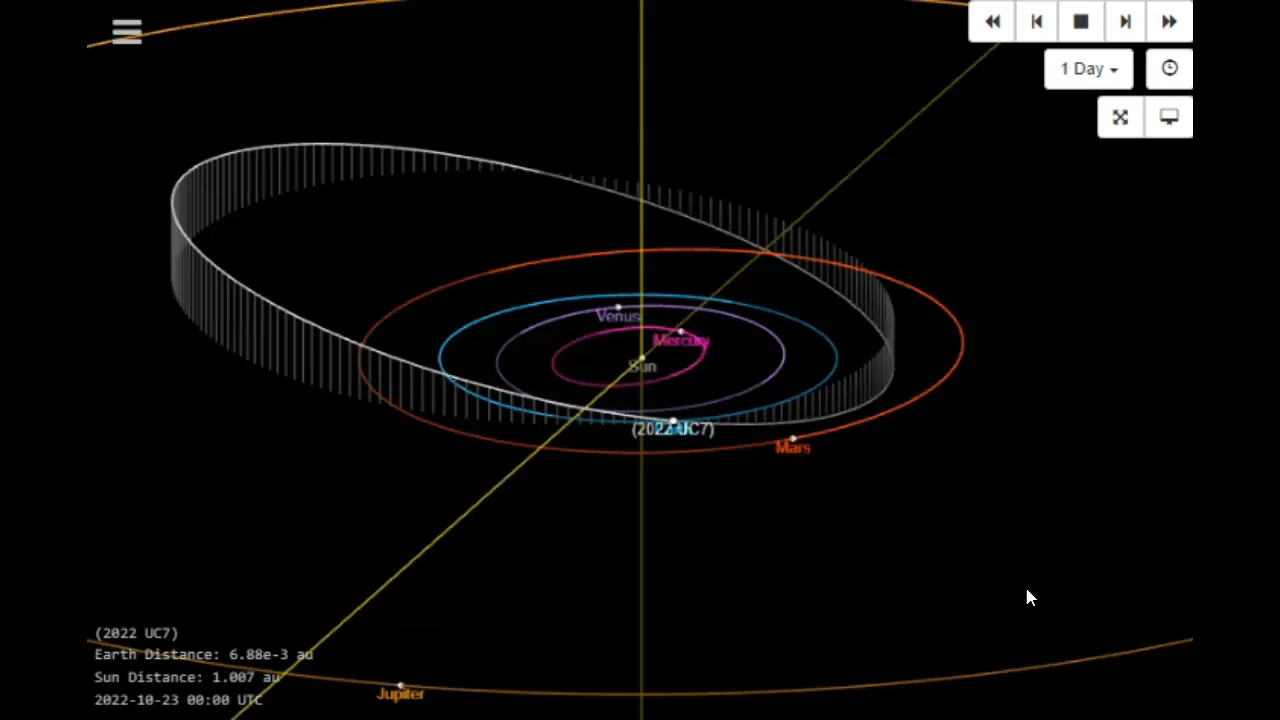 1 Day
Venus
Mercury
Sun
(2022 UC7)
Mars
(2022 UC7)
Earth Distance: 6.88e-3 au
Sun Distance: 1.007 au
2022-10-23 00:00 UTC
Jupiter